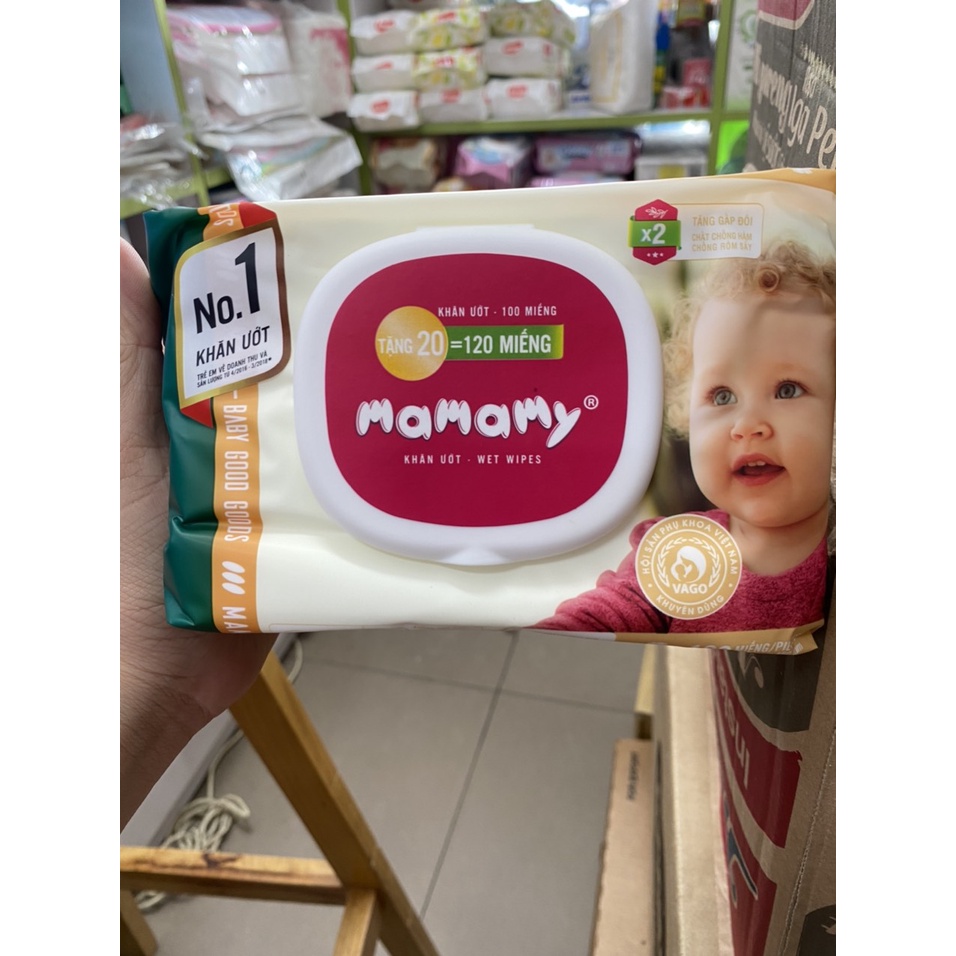 No.1
KHĂN ƯỚT
TRẺ EM VỀ DOANH THU VÀ
SẢN LƯỢNG TỪ 4/2016 - 3/2018
BABY GOOD GOODS
x2
TĂNG GẤP ĐÔI
CHẤT CHỐNG HĂM
CHỐNG RÔM SẢY
KHĂN ƯỚT · 100 MIẾNG
TẶNG 20 =120 MIẾNG
mamamy®
KHĂN ƯỚT · WET WIPES
HỘI SẢN PHỤ KHOA VIỆT NAM
VAGO
KHUYÊN DÙNG
MIẾNG